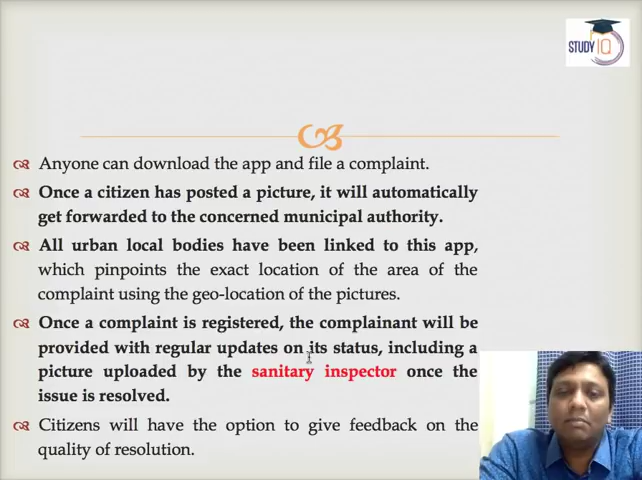 STUDY IQ
Anyone can download the app and file a complaint.
Once a citizen has posted a picture, it will automatically
get forwarded to the concerned municipal authority.
All urban local bodies have been linked to this app,
which pinpoints the exact location of the area of the
complaint using the geo-location of the pictures.
Once a complaint is registered, the complainant will be
provided with regular updates on its status, including a
picture uploaded by the sanitary inspector once the
issue is resolved.
Citizens will have the option to give feedback on the
quality of resolution.